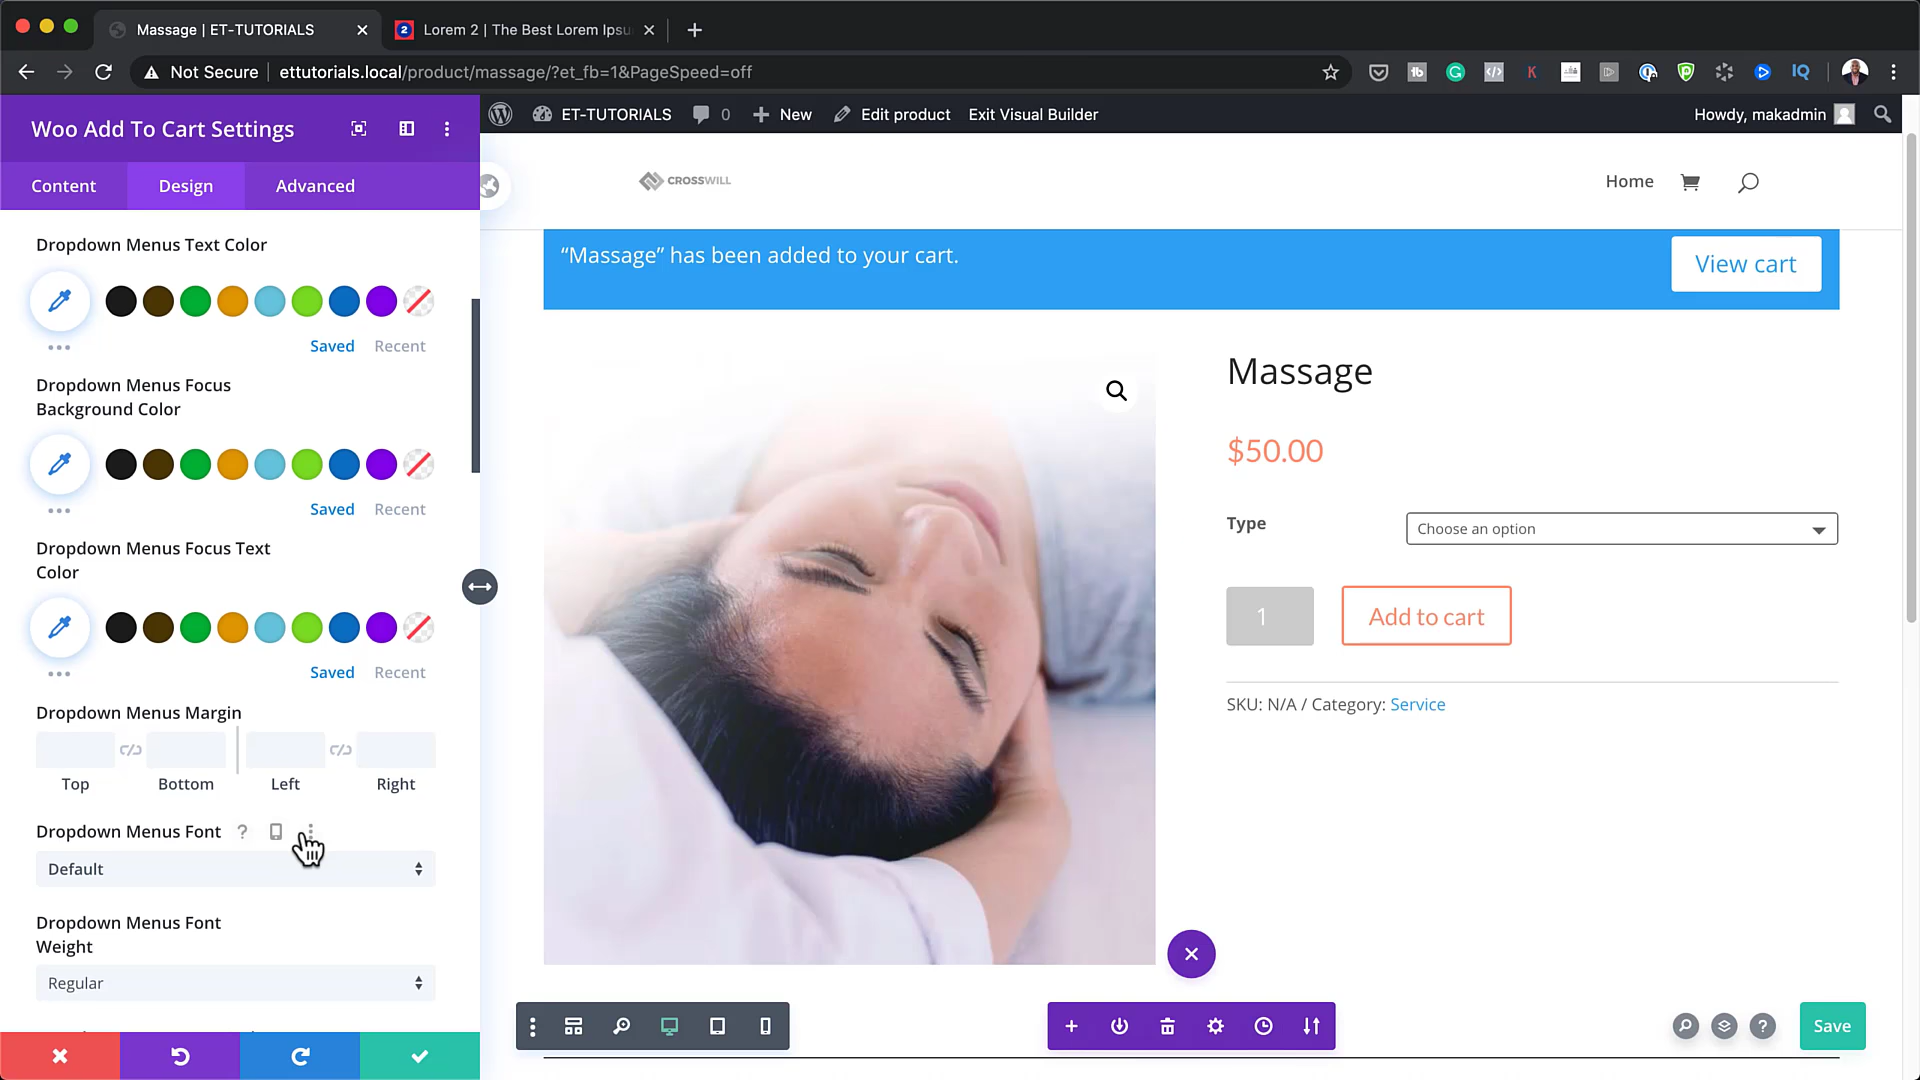 Massage | ET-TUTORIALS
Lorem 2 | The Best Lorem Ipsu
Not Secure
ettutorials.local/product/massage/?et_fb=1&PageSpeed=off
Woo Add To Cart Settings
ET-TUTORIALS
0
New
Edit product
Exit Visual Builder
Howdy, makadmin
Content
Design
Advanced
CROSSWILL
Home
Dropdown Menus Text Color
Saved
Recent
Dropdown Menus Focus
Background Color
Saved
Recent
Dropdown Menus Focus Text
Color
Saved
Recent
Dropdown Menus Margin
Top
Bottom
Left
Right
Dropdown Menus Font
?
Default
Dropdown Menus Font
Weight
Regular
“Massage” has been added to your cart.
View cart
Massage
$50.00
Type
Choose an option
1
Add to cart
SKU: N/A / Category: Service
?
Save